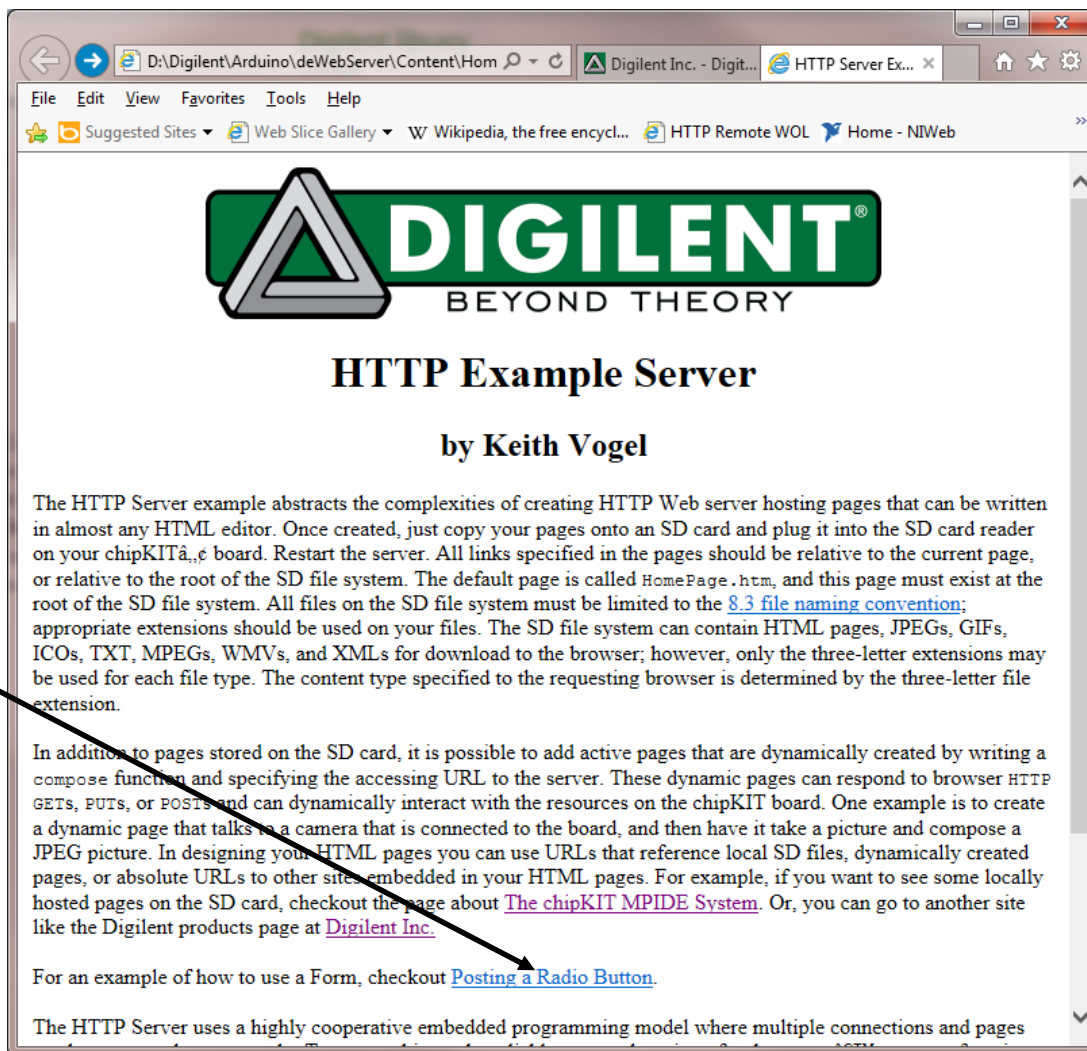 D:\Digilent\Arduino\deWebServer\Content\Hom
Digilent Inc. - Digit...
HTTP Server Ex...
File Edit View Favorites Tools Help
Suggested Sites Web Slice Gallery Wikipedia, the free encycl... HTTP Remote WOL Home - NIWeb
DIGILENT®
BEYOND THEORY
HTTP Example Server
by Keith Vogel
The HTTP Server example abstracts the complexities of creating HTTP Web server hosting pages that can be written
in almost any HTML editor. Once created, just copy your pages onto an SD card and plug it into the SD card reader
on your chipKITâ„¢ board. Restart the server. All links specified in the pages should be relative to the current page,
or relative to the root of the SD file system. The default page is called HomePage.htm, and this page must exist at the
root of the SD file system. All files on the SD file system must be limited to the 8.3 file naming convention;
appropriate extensions should be used on your files. The SD file system can contain HTML pages, JPEGs, GIFs,
ICOs, TXT, MPEGs, WMVs, and XMLs for download to the browser; however, only the three-letter extensions may
be used for each file type. The content type specified to the requesting browser is determined by the three-letter file
extension.
In addition to pages stored on the SD card, it is possible to add active pages that are dynamically created by writing a
compose function and specifying the accessing URL to the server. These dynamic pages can respond to browser HTTP
GETs, PUTs, or POSTs and can dynamically interact with the resources on the chipKIT board. One example is to create
a dynamic page that talks to a camera that is connected to the board, and then have it take a picture and compose a
JPEG picture. In designing your HTML pages you can use URLs that reference local SD files, dynamically created
pages, or absolute URLs to other sites embedded in your HTML pages. For example, if you want to see some locally
hosted pages on the SD card, checkout the page about The chipKIT MPIDE System. Or, you can go to another site
like the Digilent products page at Digilent Inc.
For an example of how to use a Form, checkout Posting a Radio Button.
The HTTP Server uses a highly cooperative embedded programming model where multiple connections and pages